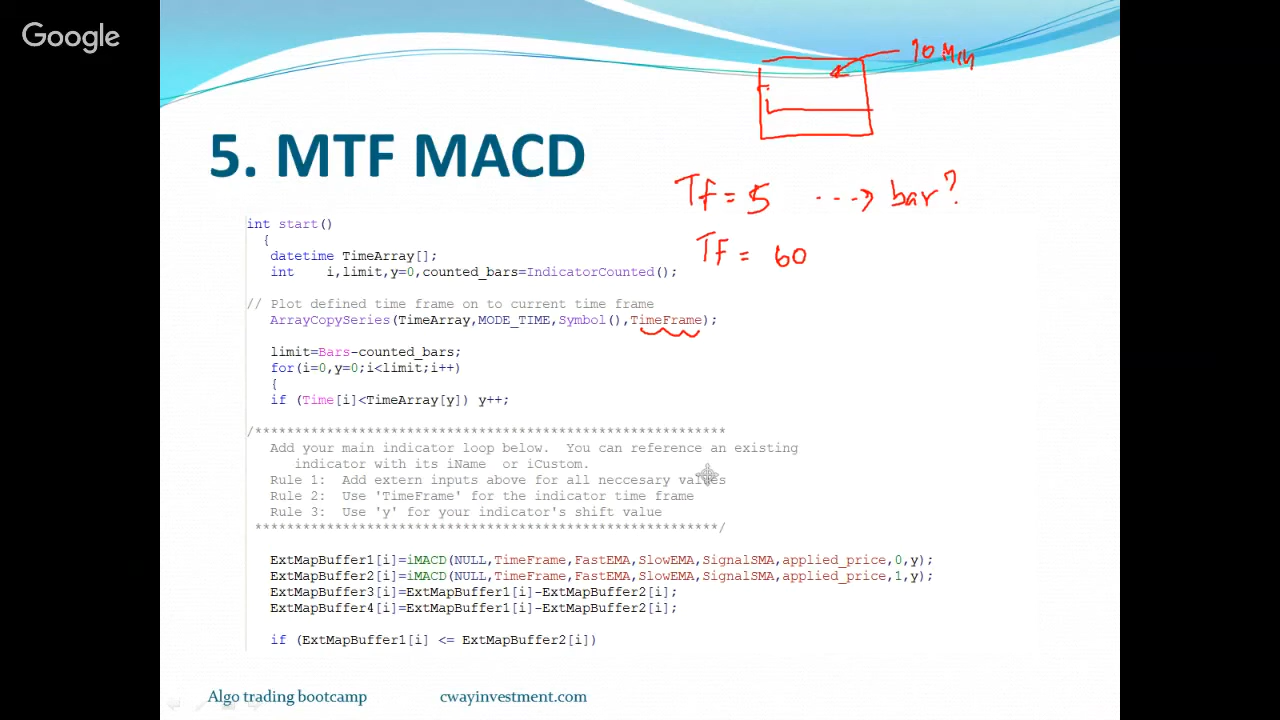 Google
10 Min
5. MTF MACD
Tf = 5 ---> bar?
TF = 60
int start()
{
datetime TimeArray[];
int i,limit,y=0,counted_bars=IndicatorCounted();
// Plot defined time frame on to current time frame
ArrayCopySeries(TimeArray,MODE_TIME,Symbol(),TimeFrame);
limit=Bars-counted_bars;
for(i=0,y=0;i<limit;i++)
{
if (Time[i]<TimeArray[y]) y++;
/***********************************************************
Add your main indicator loop below. You can reference an existing
indicator with its iName or iCustom.
Rule 1: Add extern inputs above for all neccesary values
Rule 2: Use 'TimeFrame' for the indicator time frame
Rule 3: Use 'y' for your indicator's shift value
**********************************************************/
ExtMapBuffer1[i]=iMACD(NULL,TimeFrame,FastEMA,SlowEMA,SignalSMA,applied_price,0,y);
ExtMapBuffer2[i]=iMACD(NULL,TimeFrame,FastEMA,SlowEMA,SignalSMA,applied_price,1,y);
ExtMapBuffer3[i]=ExtMapBuffer1[i]-ExtMapBuffer2[i];
ExtMapBuffer4[i]=ExtMapBuffer1[i]-ExtMapBuffer2[i];
if (ExtMapBuffer1[i] <= ExtMapBuffer2[i])
Algo trading bootcamp cwayinvestment.com